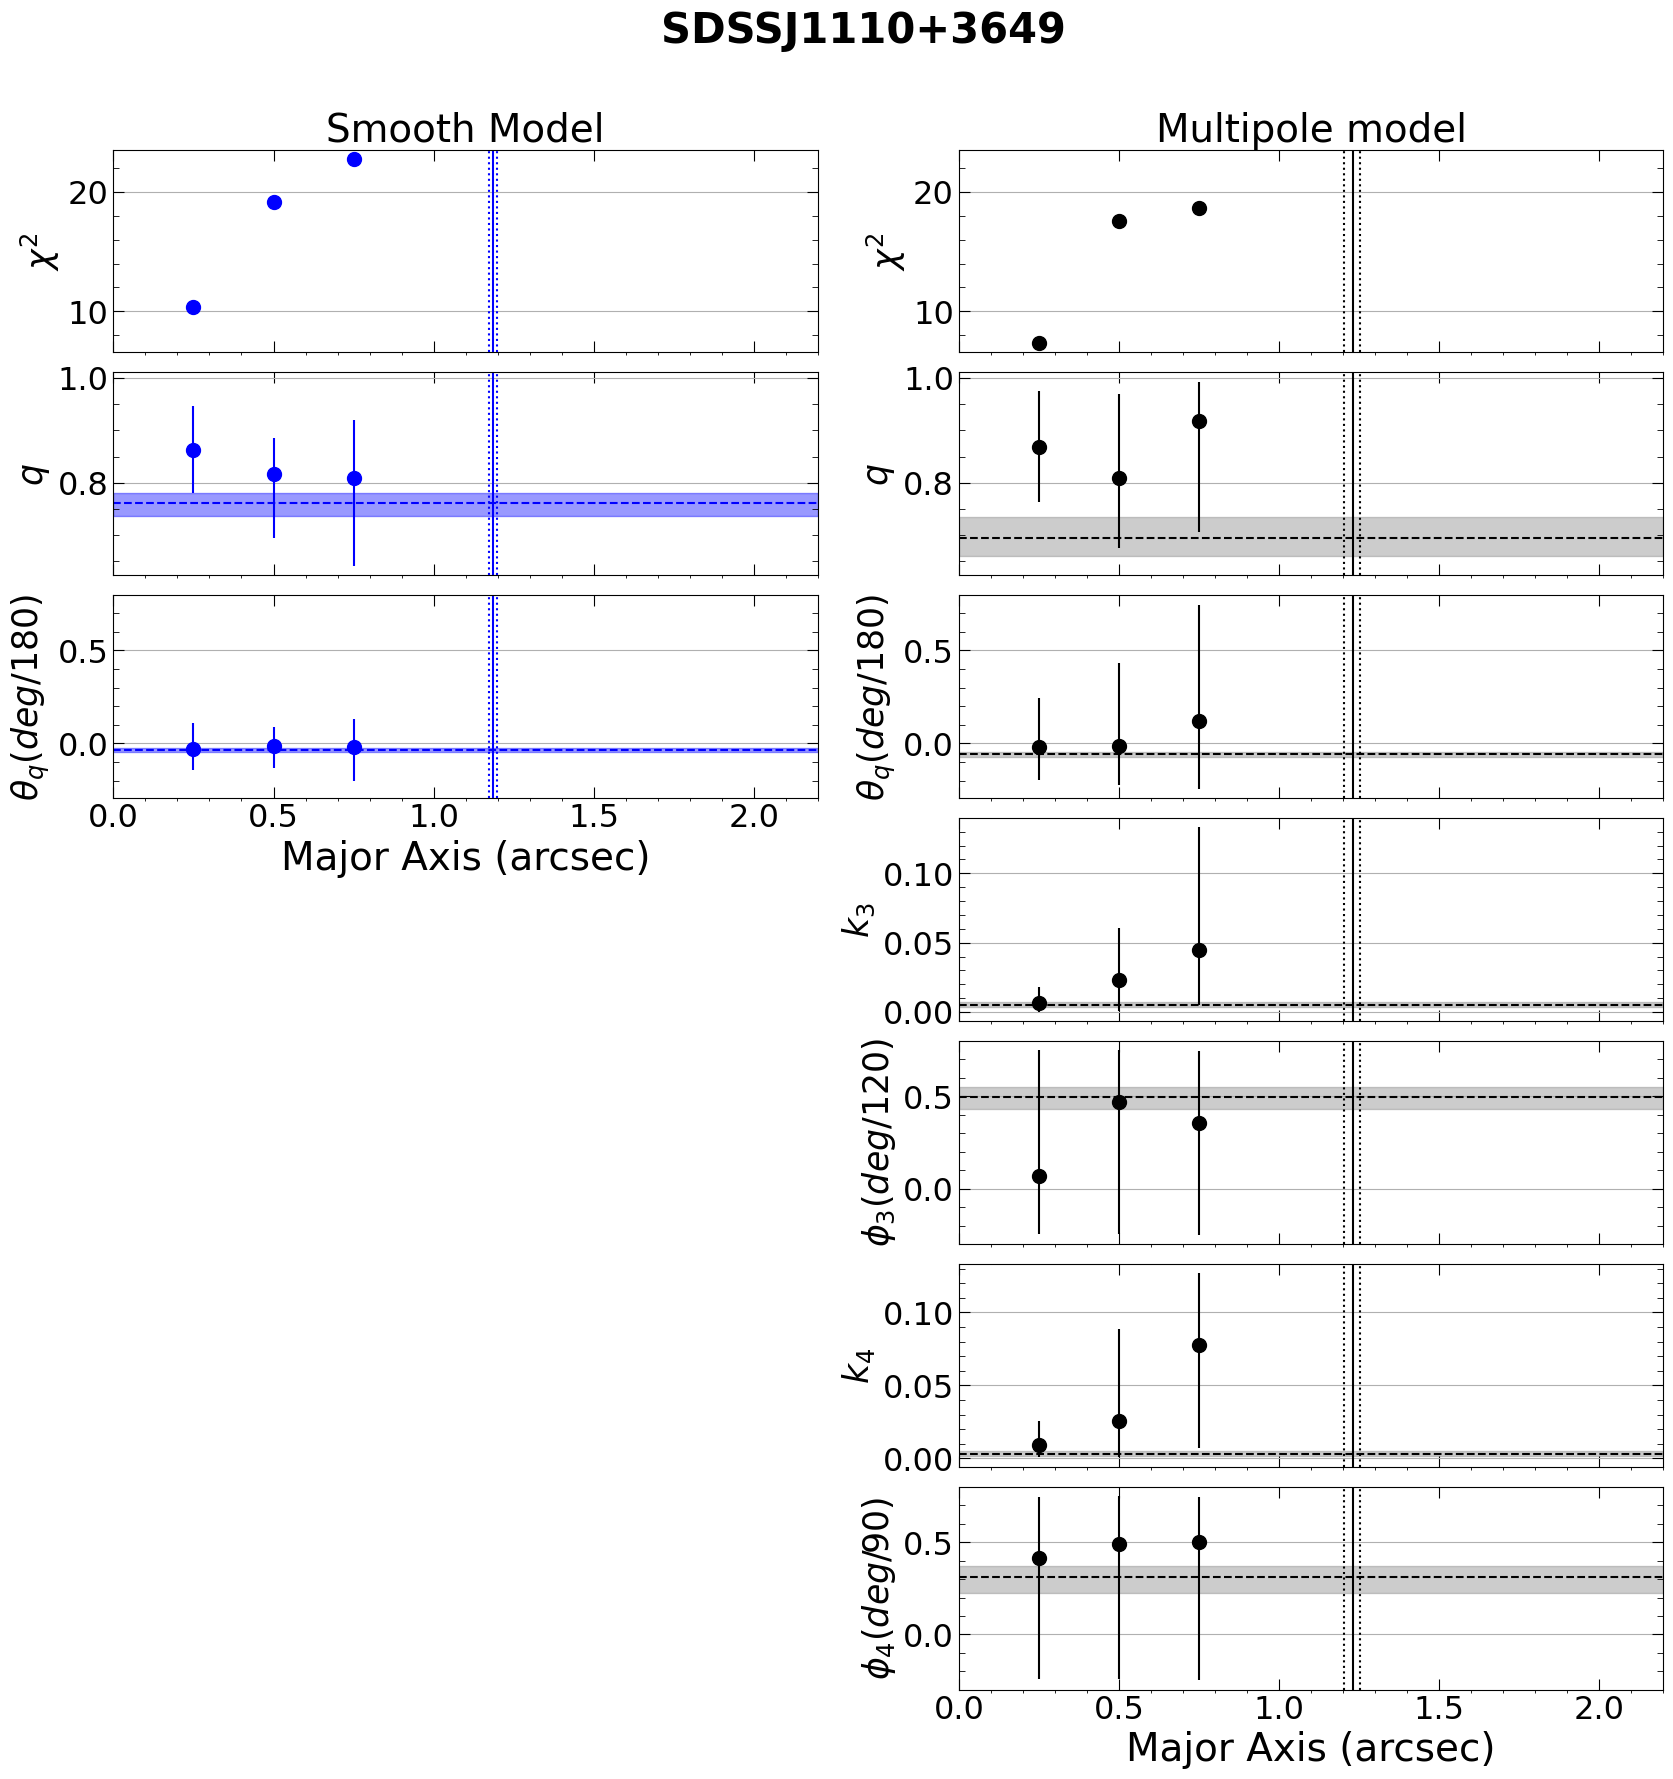 SDSSJ1110+3649
Smooth Model
20
10
χ²
1.0
0.8
q
0.5
0.0
θ_q(deg/180)
0.0 0.5 1.0 1.5 2.0
Major Axis (arcsec)
Multipole model
20
10
χ²
1.0
0.8
q
0.5
0.0
θ_q(deg/180)
0.10
0.05
0.00
k₃
0.5
0.0
ϕ₃(deg/120)
0.10
0.05
0.00
k₄
0.5
0.0
ϕ₄(deg/90)
0.0 0.5 1.0 1.5 2.0
Major Axis (arcsec)